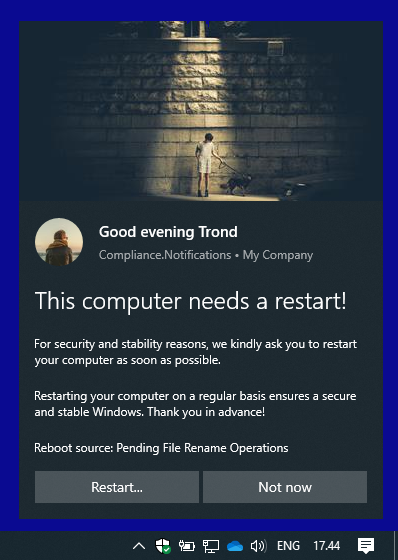 Good evening Trond
Compliance.Notifications • My Company
This computer needs a restart!
For security and stability reasons, we kindly ask you to restart
your computer as soon as possible.
Restarting your computer on a regular basis ensures a secure
and stable Windows. Thank you in advance!
Reboot source: Pending File Rename Operations
Restart... Not now
ENG 17.44